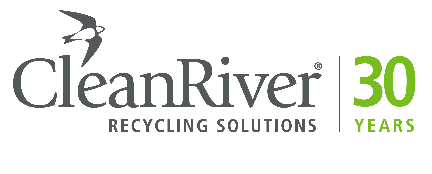 CleanRiver® 30
RECYCLING SOLUTIONS YEARS